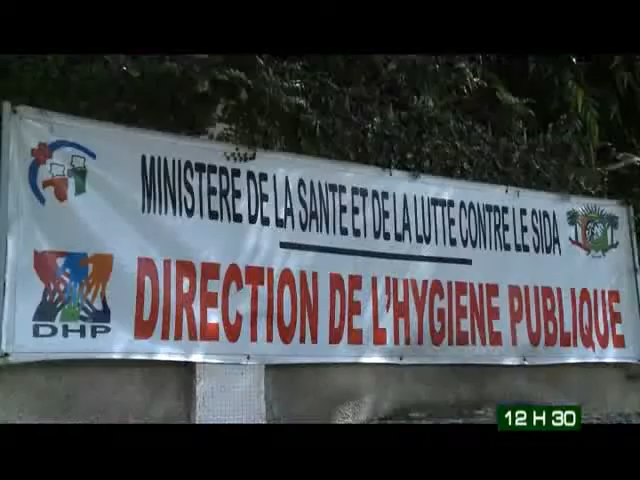 MINISTERE DE LA SANTE ET DE LA LUTTE CONTRE LE SIDA
DIRECTION DE L'HYGIENE PUBLIQUE
DHP
12 H 30